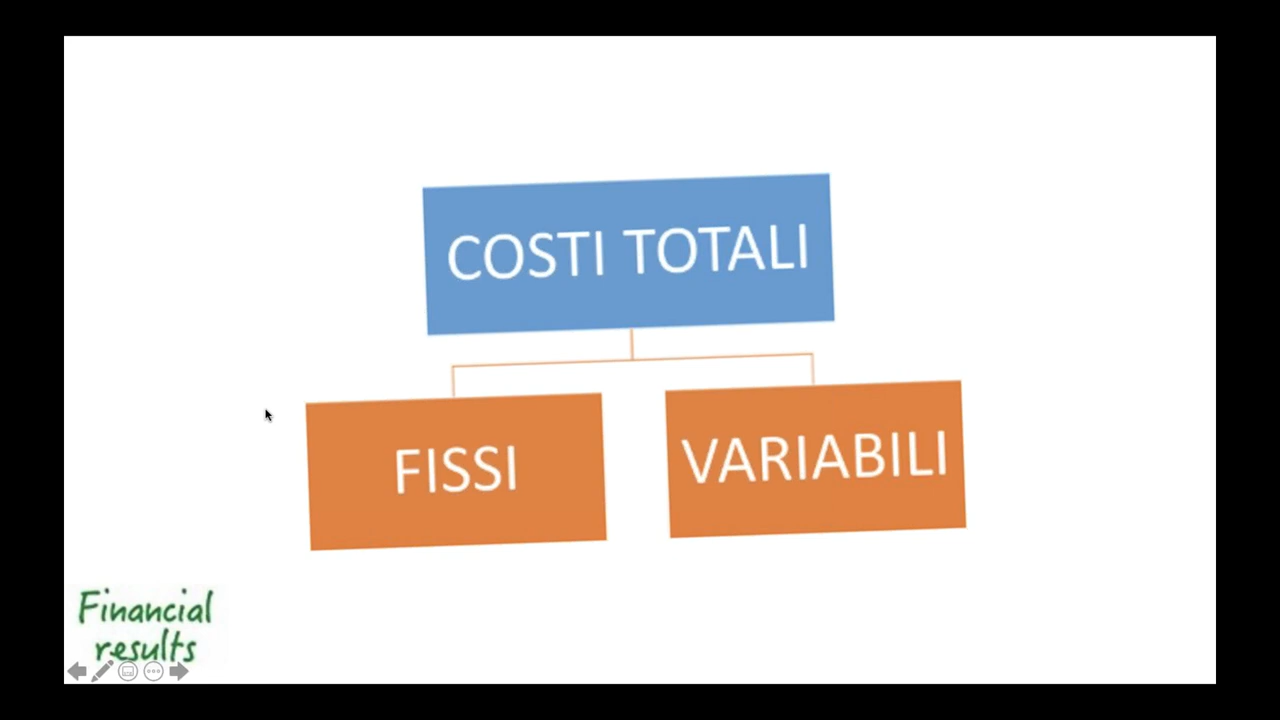 COSTI TOTALI
FISSI
VARIABILI
Financial
results